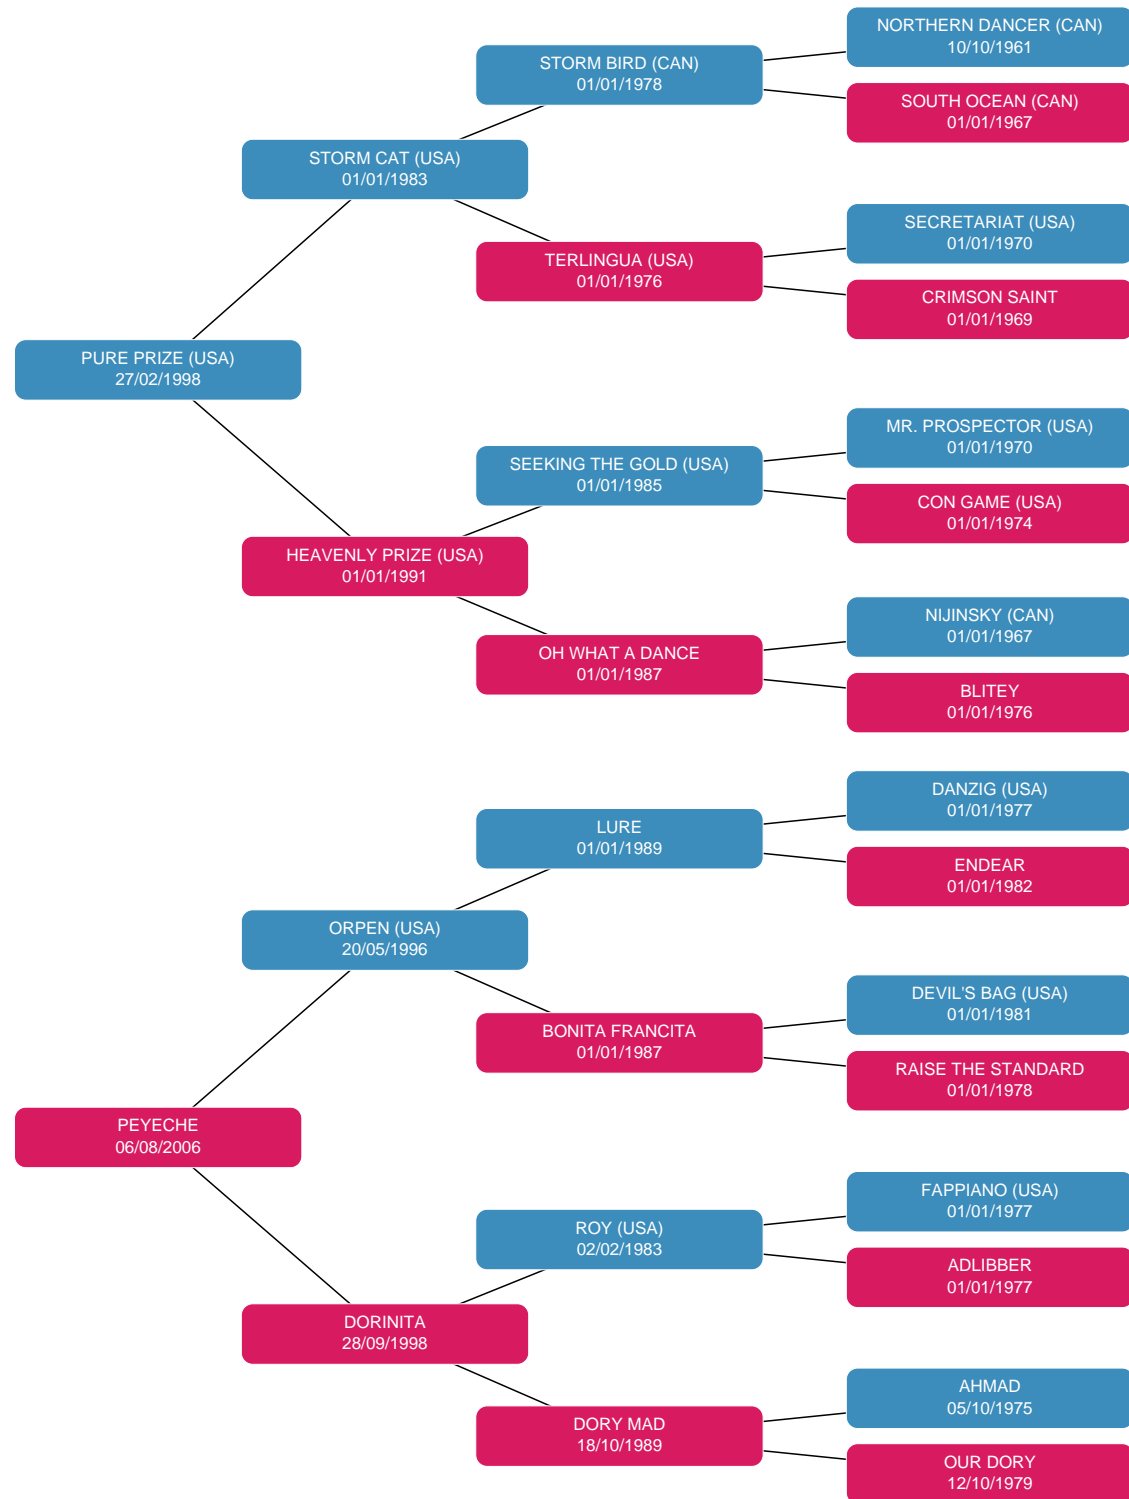 NORTHERN DANCER (CAN)
10/10/1961
STORM BIRD (CAN)
01/01/1978
SOUTH OCEAN (CAN)
01/01/1967
STORM CAT (USA)
01/01/1983
SECRETARIAT (USA)
01/01/1970
TERLINGUA (USA)
01/01/1976
CRIMSON SAINT
01/01/1969
PURE PRIZE (USA)
27/02/1998
MR. PROSPECTOR (USA)
01/01/1970
SEEKING THE GOLD (USA)
01/01/1985
CON GAME (USA)
01/01/1974
HEAVENLY PRIZE (USA)
01/01/1991
NIJINSKY (CAN)
01/01/1967
OH WHAT A DANCE
01/01/1987
BLITEY
01/01/1976
DANZIG (USA)
01/01/1977
LURE
01/01/1989
ENDEAR
01/01/1982
ORPEN (USA)
20/05/1996
DEVIL'S BAG (USA)
01/01/1981
BONITA FRANCITA
01/01/1987
RAISE THE STANDARD
01/01/1978
PEYECHE
06/08/2006
FAPPIANO (USA)
01/01/1977
ROY (USA)
02/02/1983
ADLIBBER
01/01/1977
DORINITA
28/09/1998
AHMAD
05/10/1975
DORY MAD
18/10/1989
OUR DORY
12/10/1979